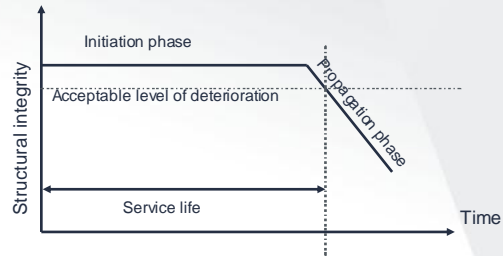 Initiation phase
Propagation phase
Structural integrity
Acceptable level of deterioration
Service life
Time